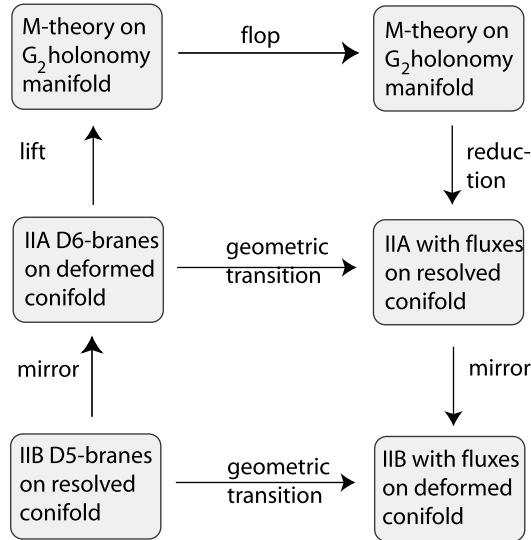 M-theory on
G₂holonomy
manifold
flop
M-theory on
G₂holonomy
manifold
lift
reduc-
tion
IIA D6-branes
on deformed
conifold
geometric
transition
IIA with fluxes
on resolved
conifold
mirror
mirror
IIB D5-branes
on resolved
conifold
geometric
transition
IIB with fluxes
on deformed
conifold